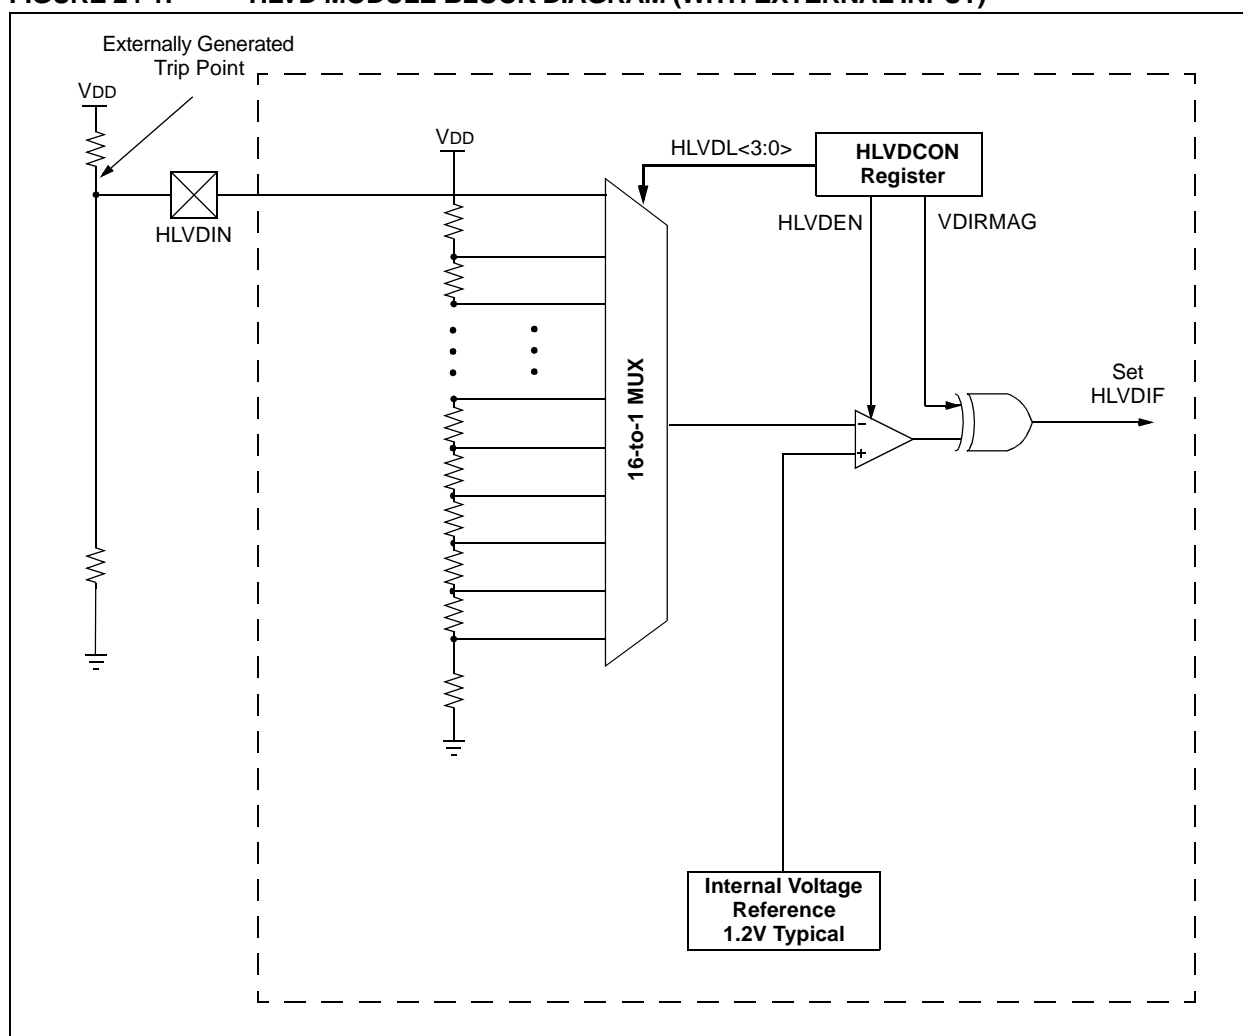 HLVD MODULE BLOCK DIAGRAM (WITH EXTERNAL INPUT)
Externally Generated
Trip Point
VDD
HLVDIN
VDD
HLVDL<3:0>
HLVDCON
Register
HLVDEN
VDIRMAG
16-to-1 MUX
-
+
Set
HLVDIF
Internal Voltage
Reference
1.2V Typical